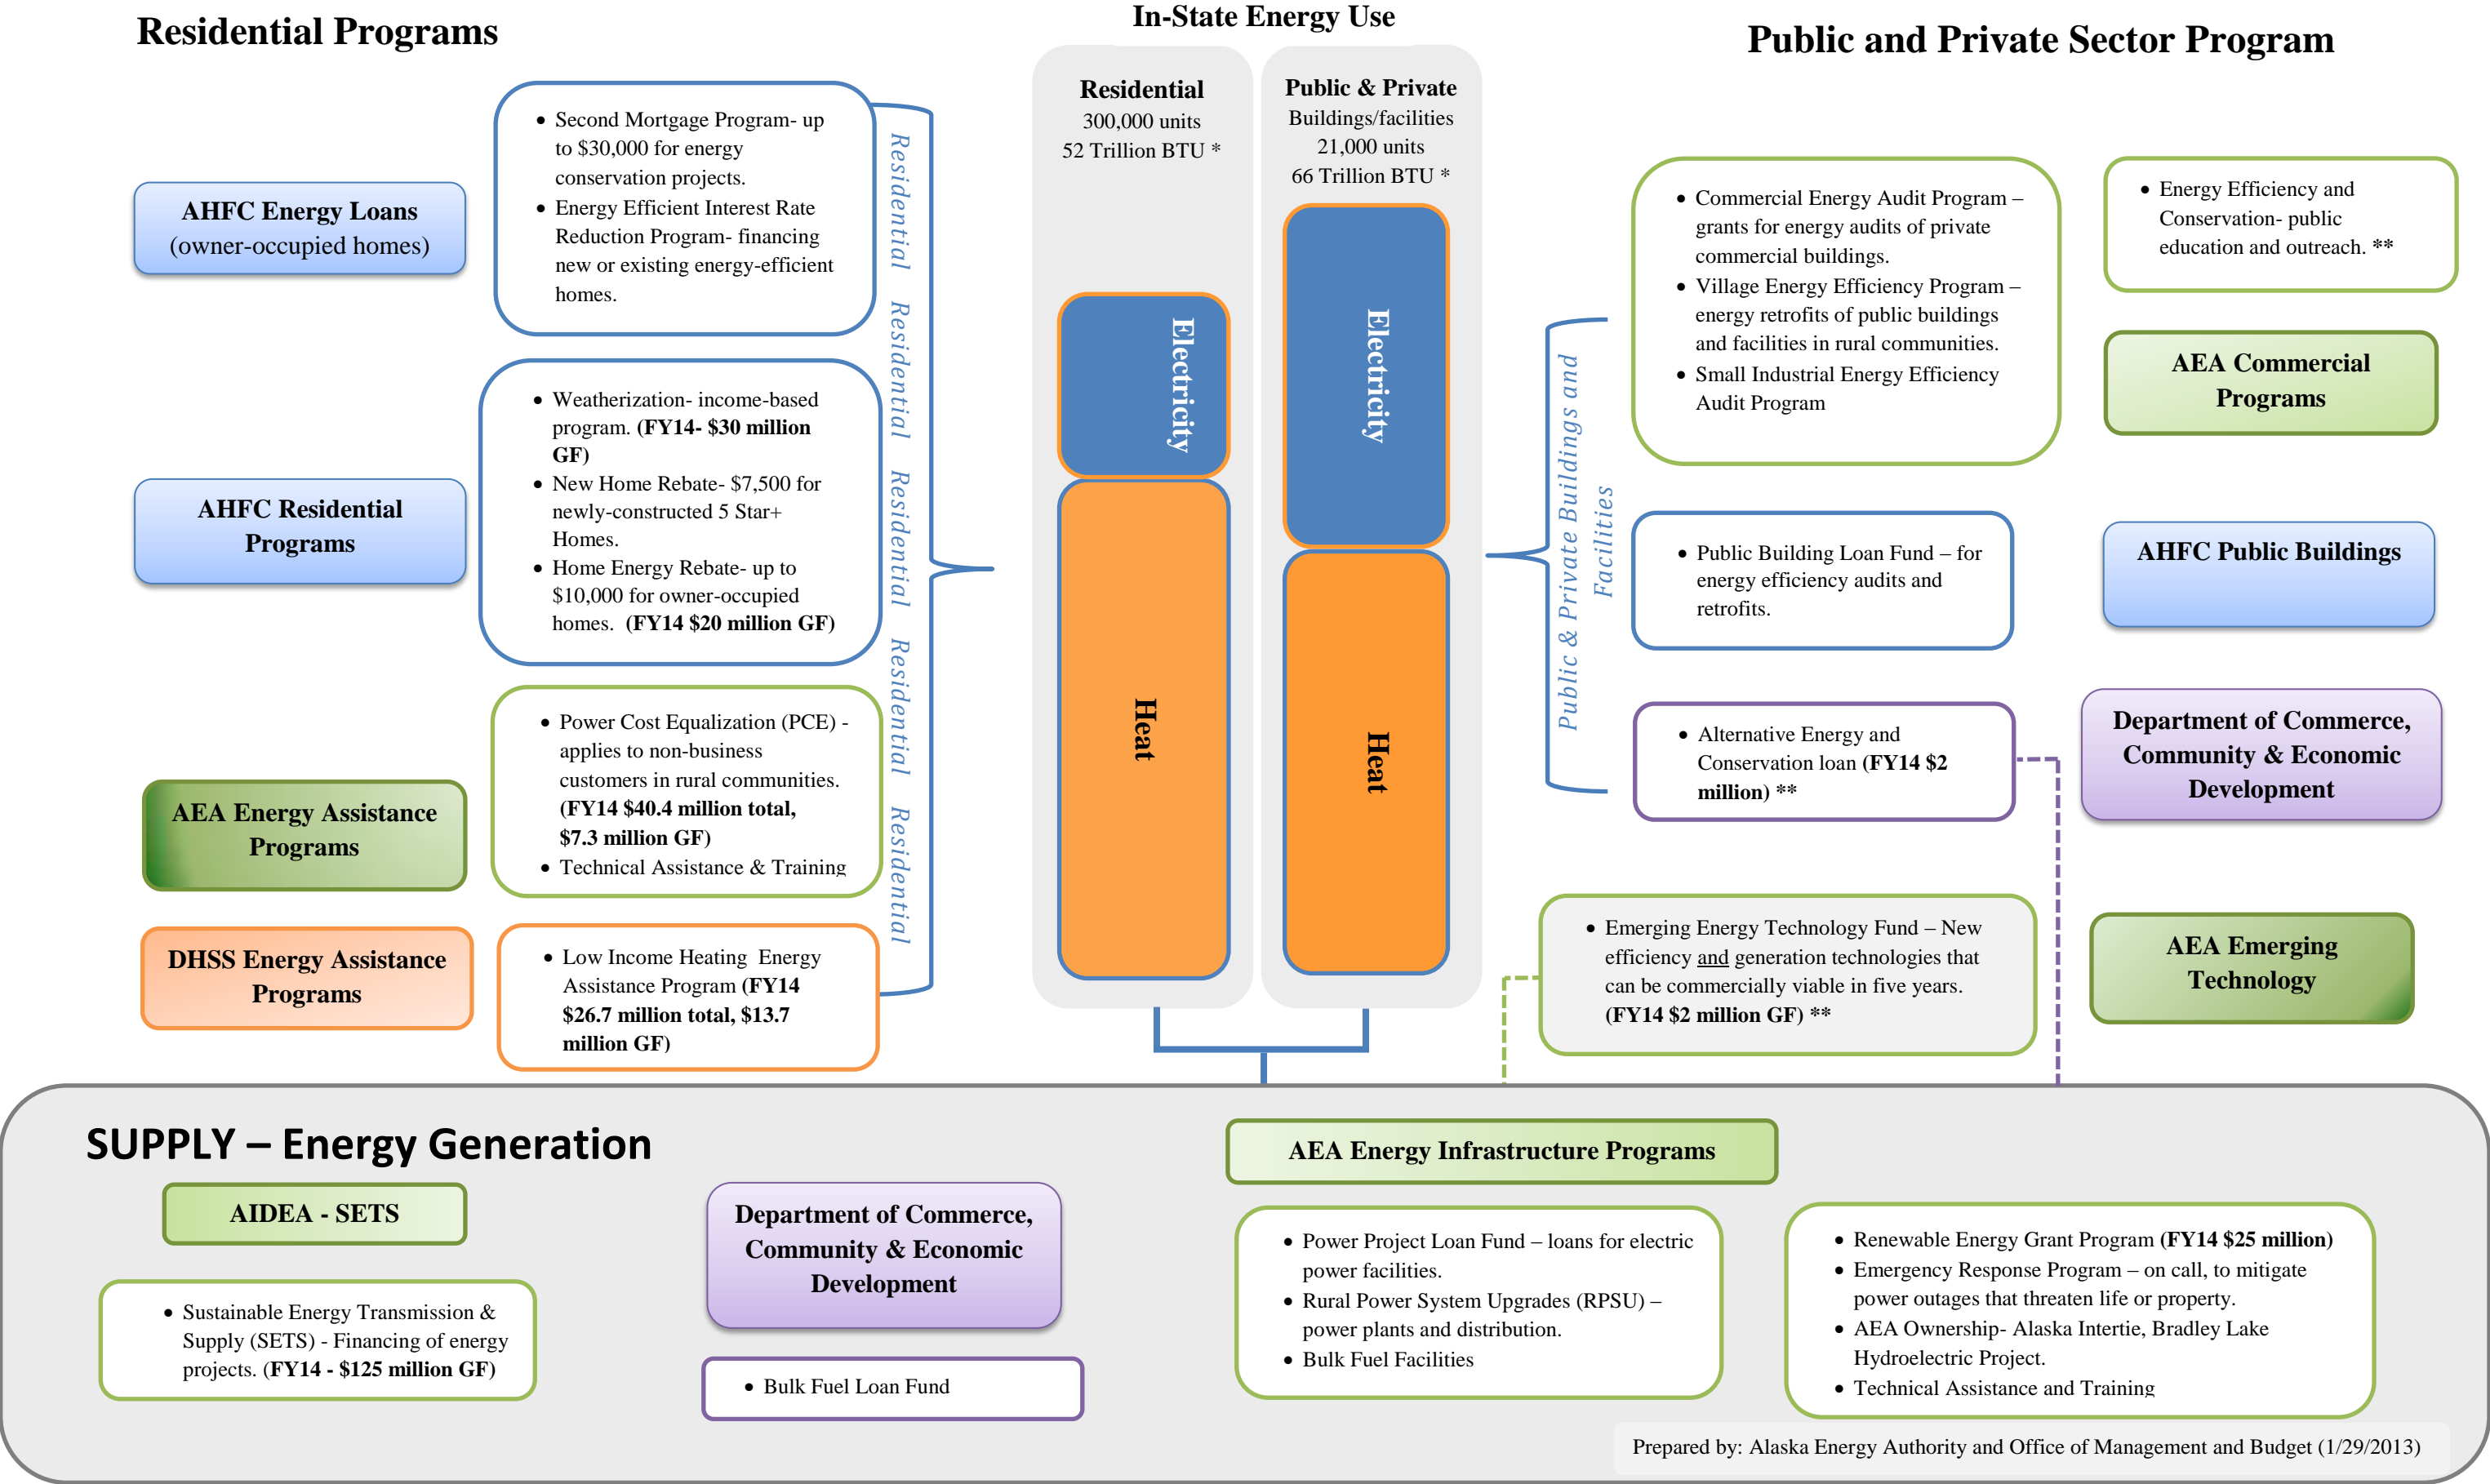 Residential Programs
In-State Energy Use
Public and Private Sector Program
AHFC Energy Loans
(owner-occupied homes)
• Second Mortgage Program- up
to $30,000 for energy
conservation projects.
• Energy Efficient Interest Rate
Reduction Program- financing
new or existing energy-efficient
homes.
AHFC Residential
Programs
• Weatherization- income-based
program. (FY14- $30 million
GF)
• New Home Rebate- $7,500 for
newly-constructed 5 Star+
Homes.
• Home Energy Rebate- up to
$10,000 for owner-occupied
homes.  (FY14 $20 million GF)
AEA Energy Assistance
Programs
• Power Cost Equalization (PCE) -
applies to non-business
customers in rural communities.
(FY14 $40.4 million total,
$7.3 million GF)
• Technical Assistance & Training
DHSS Energy Assistance
Programs
• Low Income Heating  Energy
Assistance Program (FY14
$26.7 million total, $13.7
million GF)
Residential Residential Residential Residential Residential
Residential
300,000 units
52 Trillion BTU *
Electricity
Heat
Public & Private
Buildings/facilities
21,000 units
66 Trillion BTU *
Electricity
Heat
Public & Private Buildings and
Facilities
• Commercial Energy Audit Program –
grants for energy audits of private
commercial buildings.
• Village Energy Efficiency Program –
energy retrofits of public buildings
and facilities in rural communities.
• Small Industrial Energy Efficiency
Audit Program
• Energy Efficiency and
Conservation- public
education and outreach. **
AEA Commercial
Programs
• Public Building Loan Fund – for
energy efficiency audits and
retrofits.
AHFC Public Buildings
• Alternative Energy and
Conservation loan (FY14 $2
million) **
Department of Commerce,
Community & Economic
Development
• Emerging Energy Technology Fund – New
efficiency and generation technologies that
can be commercially viable in five years.
(FY14 $2 million GF) **
AEA Emerging
Technology
SUPPLY – Energy Generation
AIDEA - SETS
• Sustainable Energy Transmission &
Supply (SETS) - Financing of energy
projects. (FY14 - $125 million GF)
Department of Commerce,
Community & Economic
Development
• Bulk Fuel Loan Fund
AEA Energy Infrastructure Programs
• Power Project Loan Fund – loans for electric
power facilities.
• Rural Power System Upgrades (RPSU) –
power plants and distribution.
• Bulk Fuel Facilities
• Renewable Energy Grant Program (FY14 $25 million)
• Emergency Response Program – on call, to mitigate
power outages that threaten life or property.
• AEA Ownership- Alaska Intertie, Bradley Lake
Hydroelectric Project.
• Technical Assistance and Training
Prepared by: Alaska Energy Authority and Office of Management and Budget (1/29/2013)